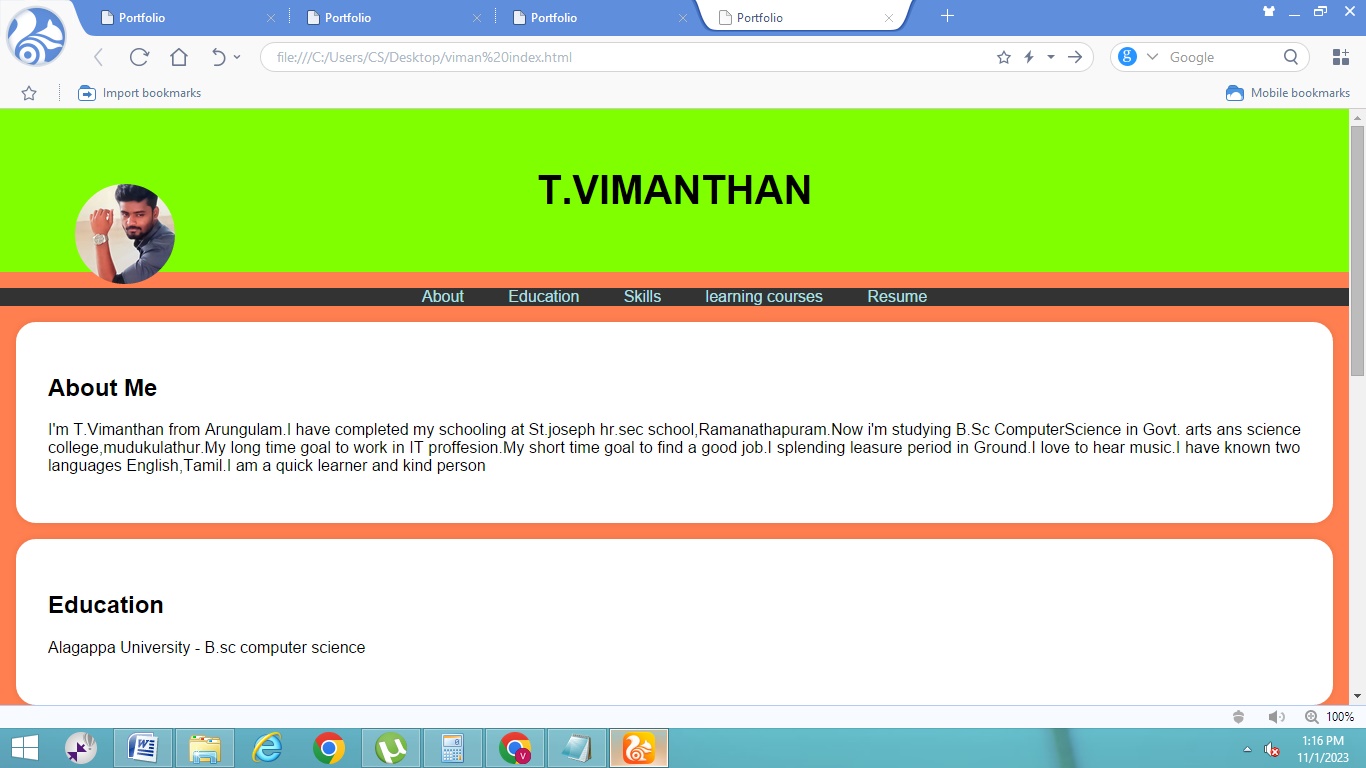 Portfolio
Portfolio
Portfolio
Portfolio
file:///C:/Users/CS/Desktop/viman%20index.html
g
Google
Import bookmarks
Mobile bookmarks
T.VIMANTHAN
About Education Skills learning courses Resume
About Me
I'm T.Vimanthan from Arungulam.I have completed my schooling at St.joseph hr.sec school,Ramanathapuram.Now i'm studying B.Sc ComputerScience in Govt. arts ans science
college,mudukulathur.My long time goal to work in IT proffesion.My short time goal to find a good job.I splending leasure period in Ground.I love to hear music.I have known two
languages English,Tamil.I am a quick learner and kind person
Education
Alagappa University - B.sc computer science
100%
1:16 PM
11/1/2023